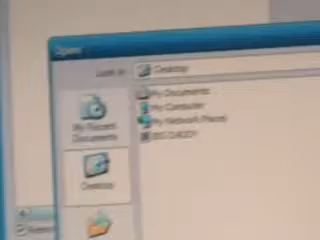 Open
Look in:
Desktop
My Documents
My Computer
My Network Places
My Recent
Documents
Desktop